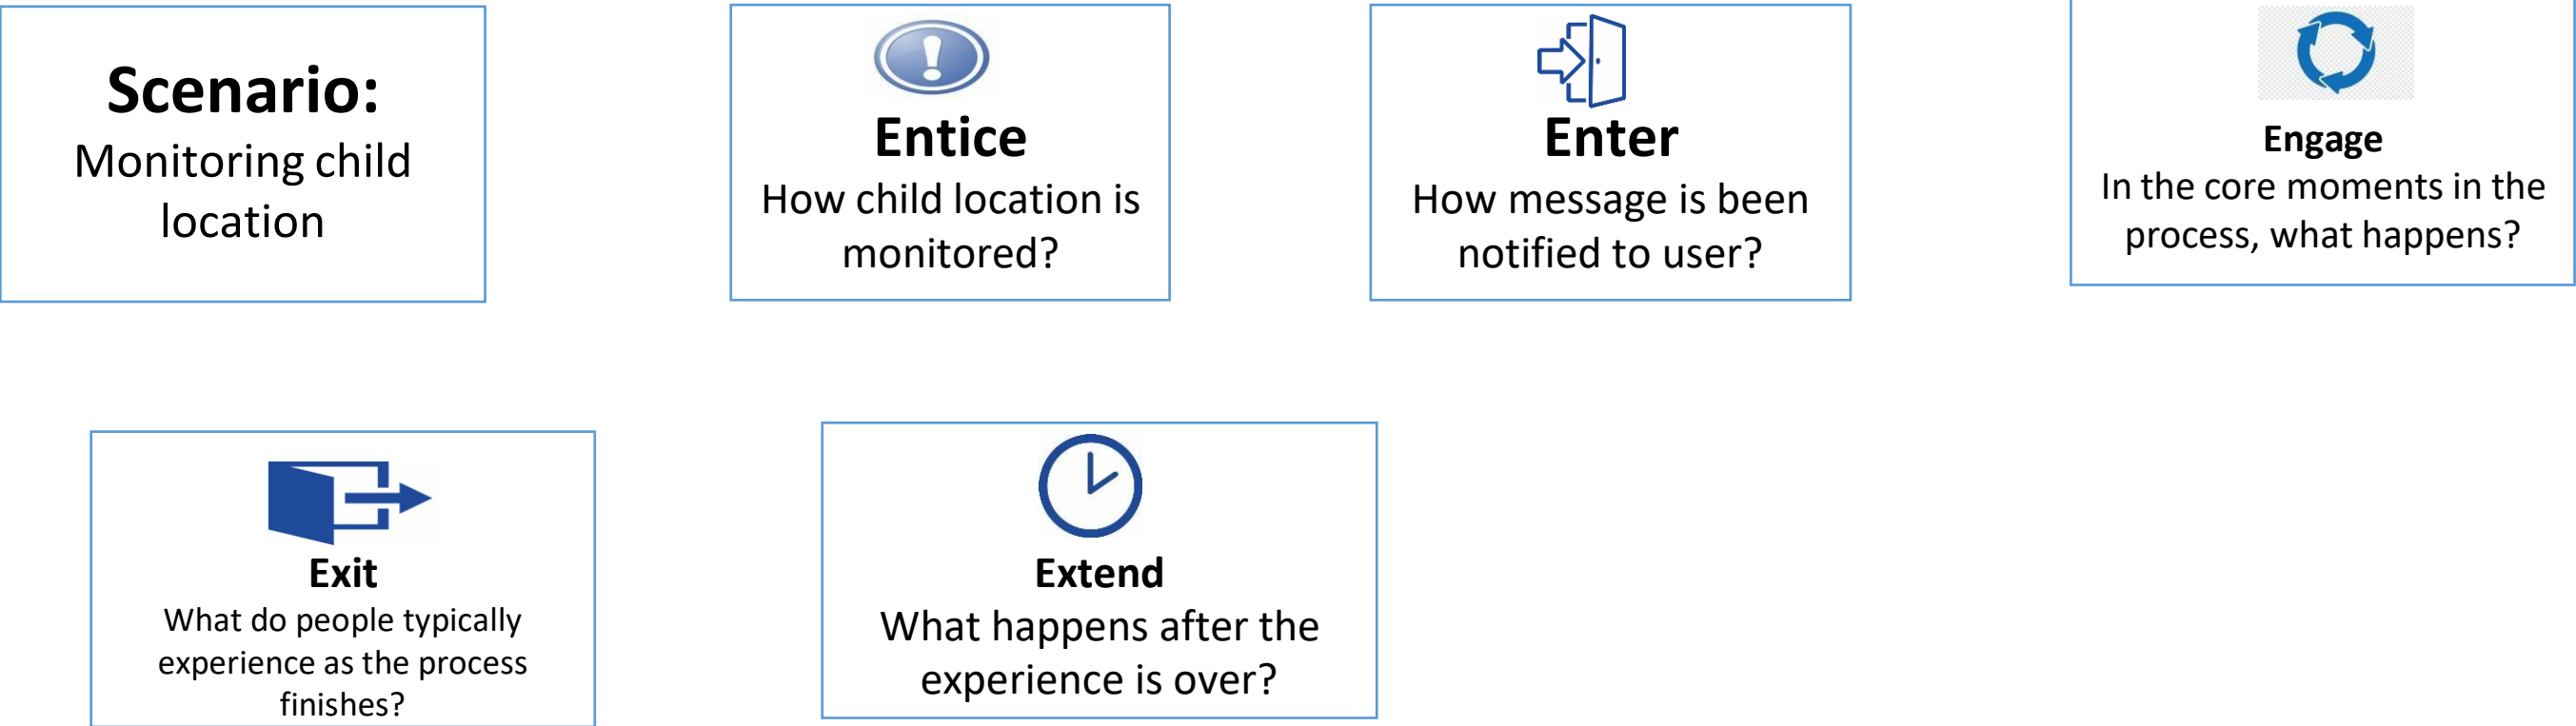 Scenario:
Monitoring child
location
Entice
How child location is
monitored?
Enter
How message is been
notified to user?
Engage
In the core moments in the
process, what happens?
Exit
What do people typically
experience as the process
finishes?
Extend
What happens after the
experience is over?